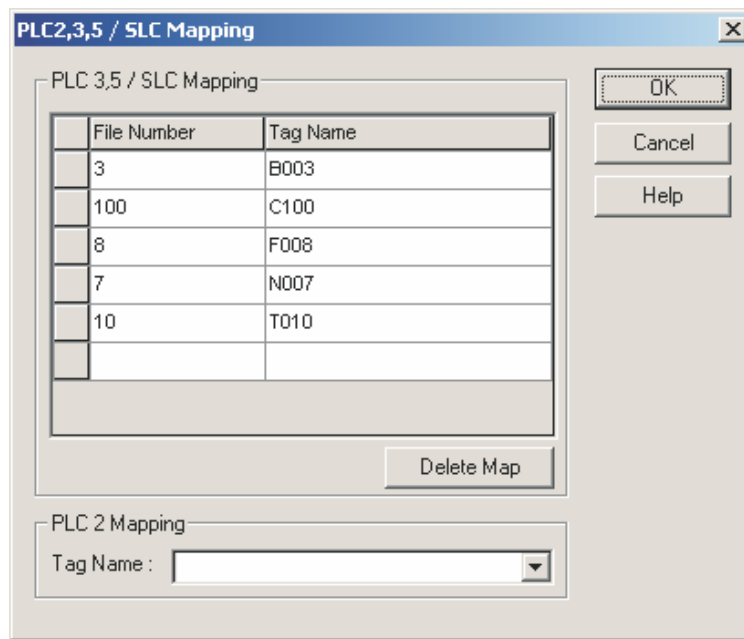 PLC2,3,5 / SLC Mapping
PLC 3,5 / SLC Mapping
File Number Tag Name
3 B003
100 C100
8 F008
7 N007
10 T010
Delete Map
OK
Cancel
Help
PLC 2 Mapping
Tag Name :